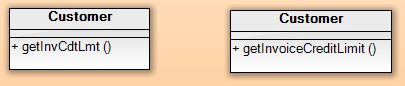 Customer
+ getInvCdtLmt ()
Customer
+ getInvoiceCreditLimit ()